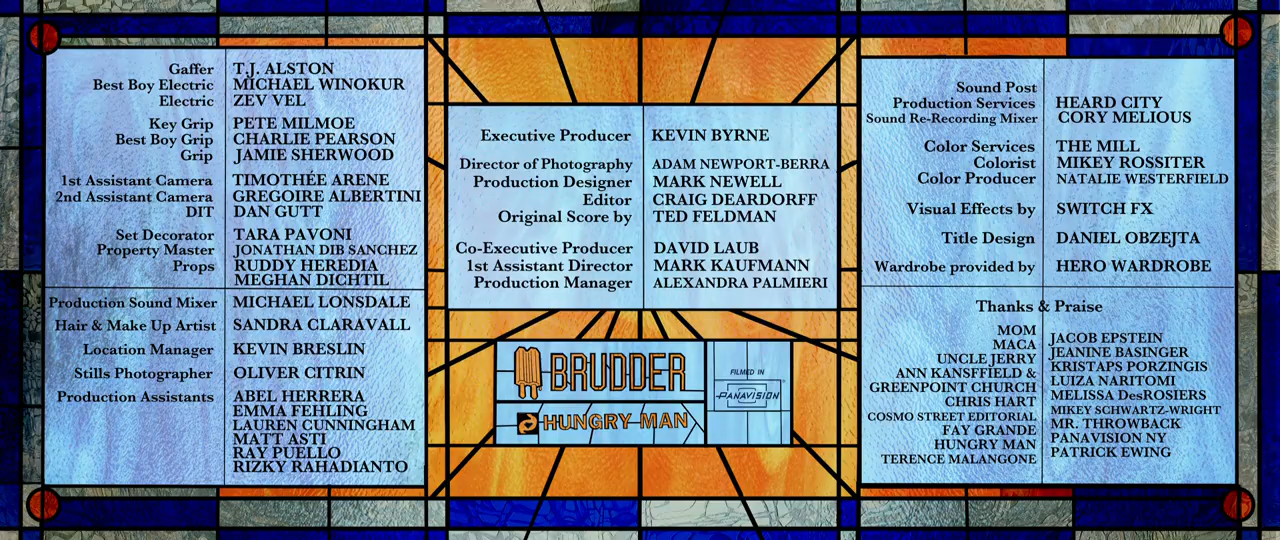 Gaffer T.J. ALSTON
Best Boy Electric MICHAEL WINOKUR
Electric ZEV VEL
Key Grip PETE MILMOE
Best Boy Grip CHARLIE PEARSON
Grip JAMIE SHERWOOD
1st Assistant Camera TIMOTHÉE ARENE
2nd Assistant Camera GREGOIRE ALBERTINI
DIT DAN GUTT
Set Decorator TARA PAVONI
Property Master JONATHAN DIB SANCHEZ
Props RUDDY HEREDIA
MEGHAN DICHTIL
Production Sound Mixer MICHAEL LONSDALE
Hair & Make Up Artist SANDRA CLARAVALL
Location Manager KEVIN BRESLIN
Stills Photographer OLIVER CITRIN
Production Assistants ABEL HERRERA
EMMA FEHLING
LAUREN CUNNINGHAM
MATT ASTI
RAY PUELLO
RIZKY RAHADIANTO
Executive Producer KEVIN BYRNE
Director of Photography ADAM NEWPORT-BERRA
Production Designer MARK NEWELL
Editor CRAIG DEARDORFF
Original Score by TED FELDMAN
Co-Executive Producer DAVID LAUB
1st Assistant Director MARK KAUFMANN
Production Manager ALEXANDRA PALMIERI
BRUDDER
HUNGRY MAN
FILMED IN
PANAVISION
Sound Post
Production Services HEARD CITY
Sound Re-Recording Mixer CORY MELIOUS
Color Services THE MILL
Colorist MIKEY ROSSITER
Color Producer NATALIE WESTERFIELD
Visual Effects by SWITCH FX
Title Design DANIEL OBZEJTA
Wardrobe provided by HERO WARDROBE
Thanks & Praise
MOM
MACA
UNCLE JERRY
ANN KANSFFIELD &
GREENPOINT CHURCH
CHRIS HART
COSMO STREET EDITORIAL
FAY GRANDE
HUNGRY MAN
TERENCE MALANGONE
JACOB EPSTEIN
JEANINE BASINGER
KRISTAPS PORZINGIS
LUIZA NARITOMI
MELISSA DesROSIERS
MIKEY SCHWARTZ-WRIGHT
MR. THROWBACK
PANAVISION NY
PATRICK EWING